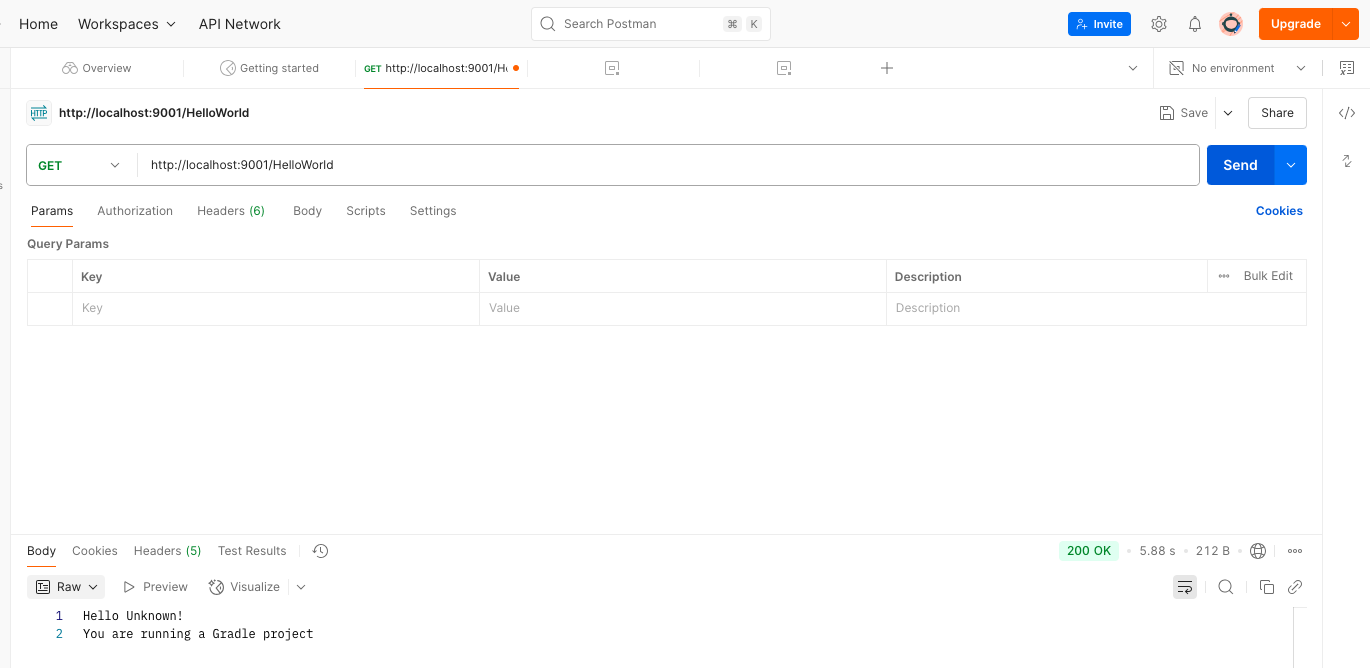 Home Workspaces API Network Search Postman ⌘ K Invite Upgrade
Overview Getting started GET http://localhost:9001/H No environment
HTTP http://localhost:9001/HelloWorld Save Share
GET http://localhost:9001/HelloWorld Send
Params Authorization Headers (6) Body Scripts Settings Cookies
Query Params
Key Value Description Bulk Edit
Key Value Description
Body Cookies Headers (5) Test Results 200 OK 5.88 s 212 B
Raw Preview Visualize
1 Hello Unknown!
2 You are running a Gradle project